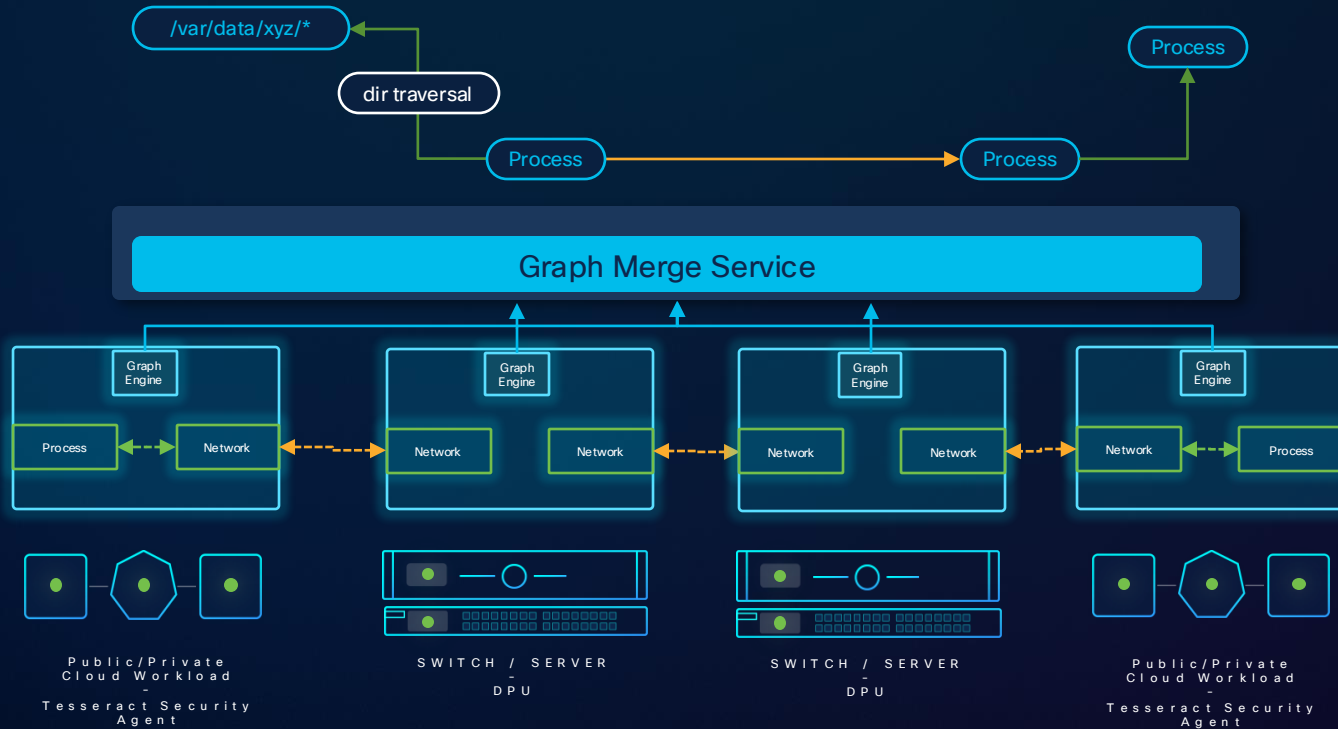 /var/data/xyz/*
Process
dir traversal
Process
Process
Graph Merge Service
Graph
Engine
Graph
Engine
Graph
Engine
Graph
Engine
Process
Network
Network
Network
Network
Network
Network
Process
Public/Private
Cloud Workload
-
Tesseract Security
Agent
SWITCH / SERVER
-
DPU
SWITCH / SERVER
-
DPU
Public/Private
Cloud Workload
-
Tesseract Security
Agent